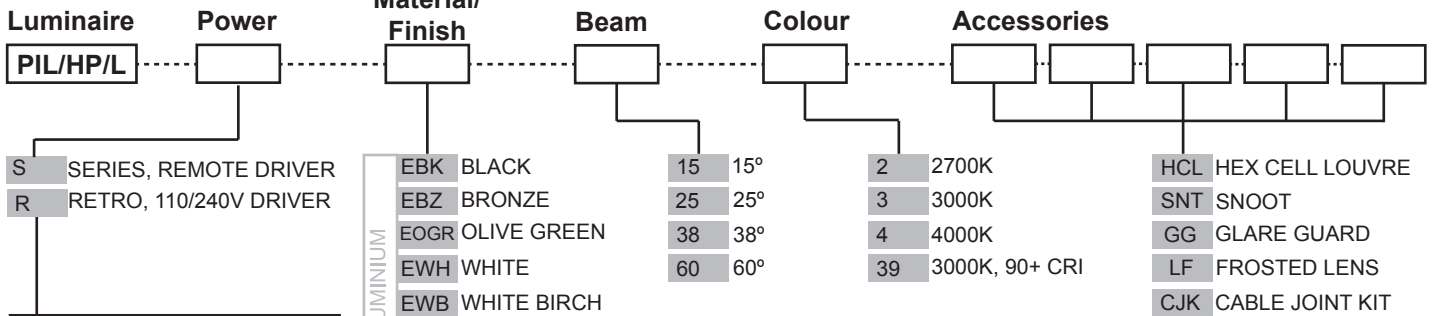 Luminaire Power Material/ Finish Beam Colour Accessories
PIL/HP/L
S SERIES, REMOTE DRIVER
R RETRO, 110/240V DRIVER
EBK BLACK
EBZ BRONZE
EOGR OLIVE GREEN
EWH WHITE
EWB WHITE BIRCH
15 15º
25 25º
38 38º
60 60º
2 2700K
3 3000K
4 4000K
39 3000K, 90+ CRI
HCL HEX CELL LOUVRE
SNT SNOOT
GG GLARE GUARD
LF FROSTED LENS
CJK CABLE JOINT KIT